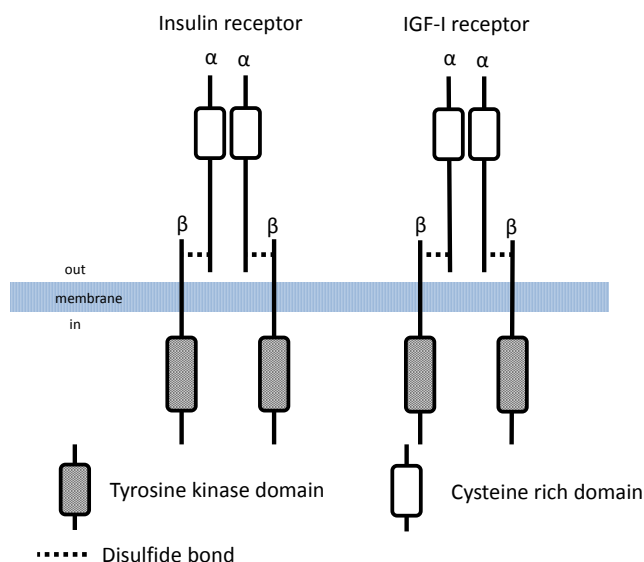 Insulin receptor
IGF-I receptor
α α
α α
β β
β β
out
membrane
in
Tyrosine kinase domain
Cysteine rich domain
Disulfide bond